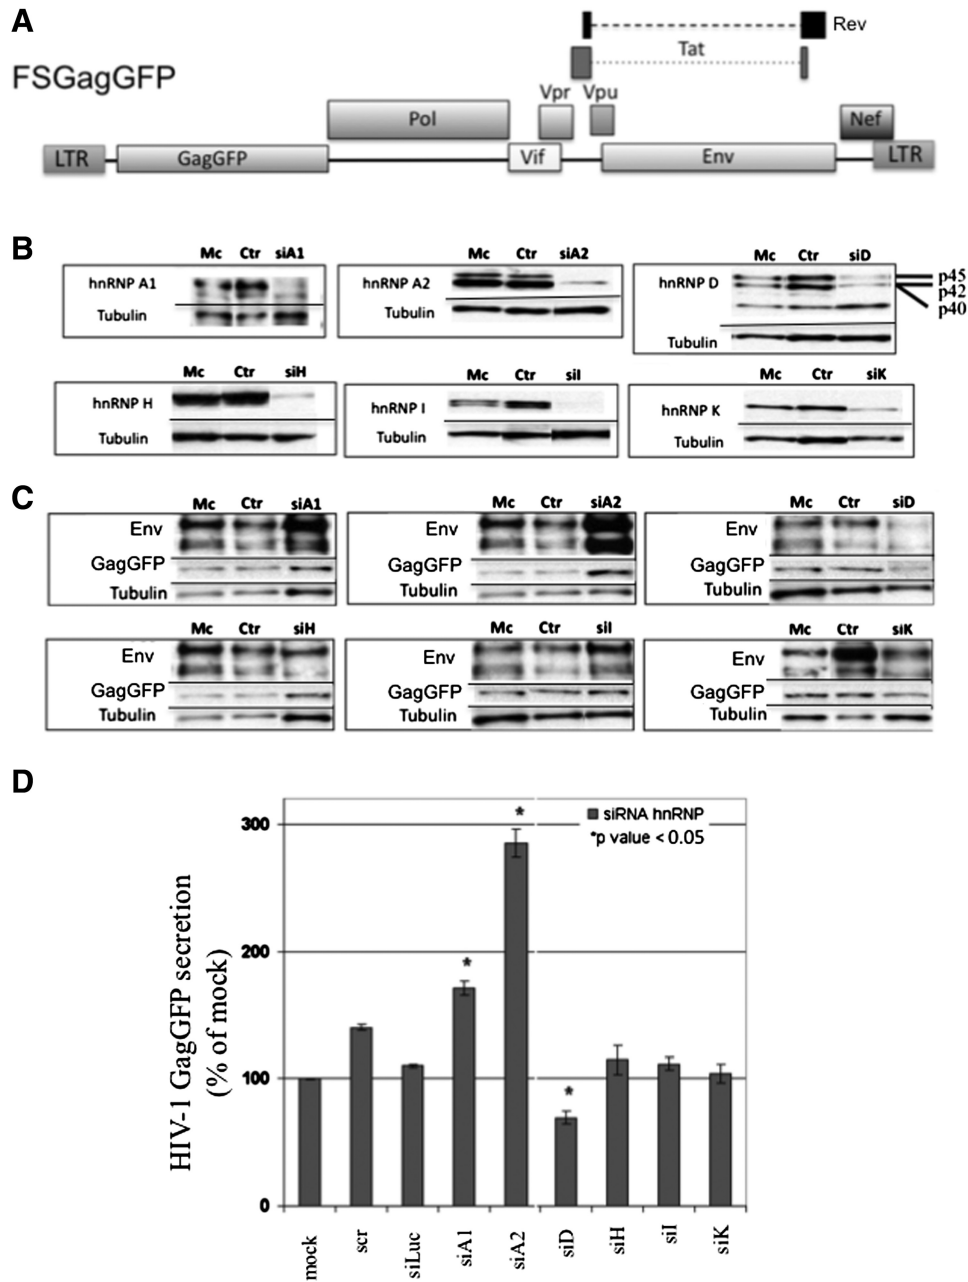 A
Rev
Tat
FSGagGFP
Vpr Vpu
Pol
Nef
LTR GagGFP Vif Env LTR
B
Mc Ctr siA1
hnRNP A1
Tubulin
Mc Ctr siA2
hnRNP A2
Tubulin
Mc Ctr siD
hnRNP D
p45
p42
p40
Tubulin
Mc Ctr siH
hnRNP H
Tubulin
Mc Ctr siI
hnRNP I
Tubulin
Mc Ctr siK
hnRNP K
Tubulin
C
Mc Ctr siA1
Env
GagGFP
Tubulin
Mc Ctr siA2
Env
GagGFP
Tubulin
Mc Ctr siD
Env
GagGFP
Tubulin
Mc Ctr siH
Env
GagGFP
Tubulin
Mc Ctr siI
Env
GagGFP
Tubulin
Mc Ctr siK
Env
GagGFP
Tubulin
D
HIV-1 GagGFP secretion
(% of mock)
300
200
100
0
siRNA hnRNP
*p value < 0.05
*
*
*
mock scr siLuc siA1 siA2 siD siH siI siK